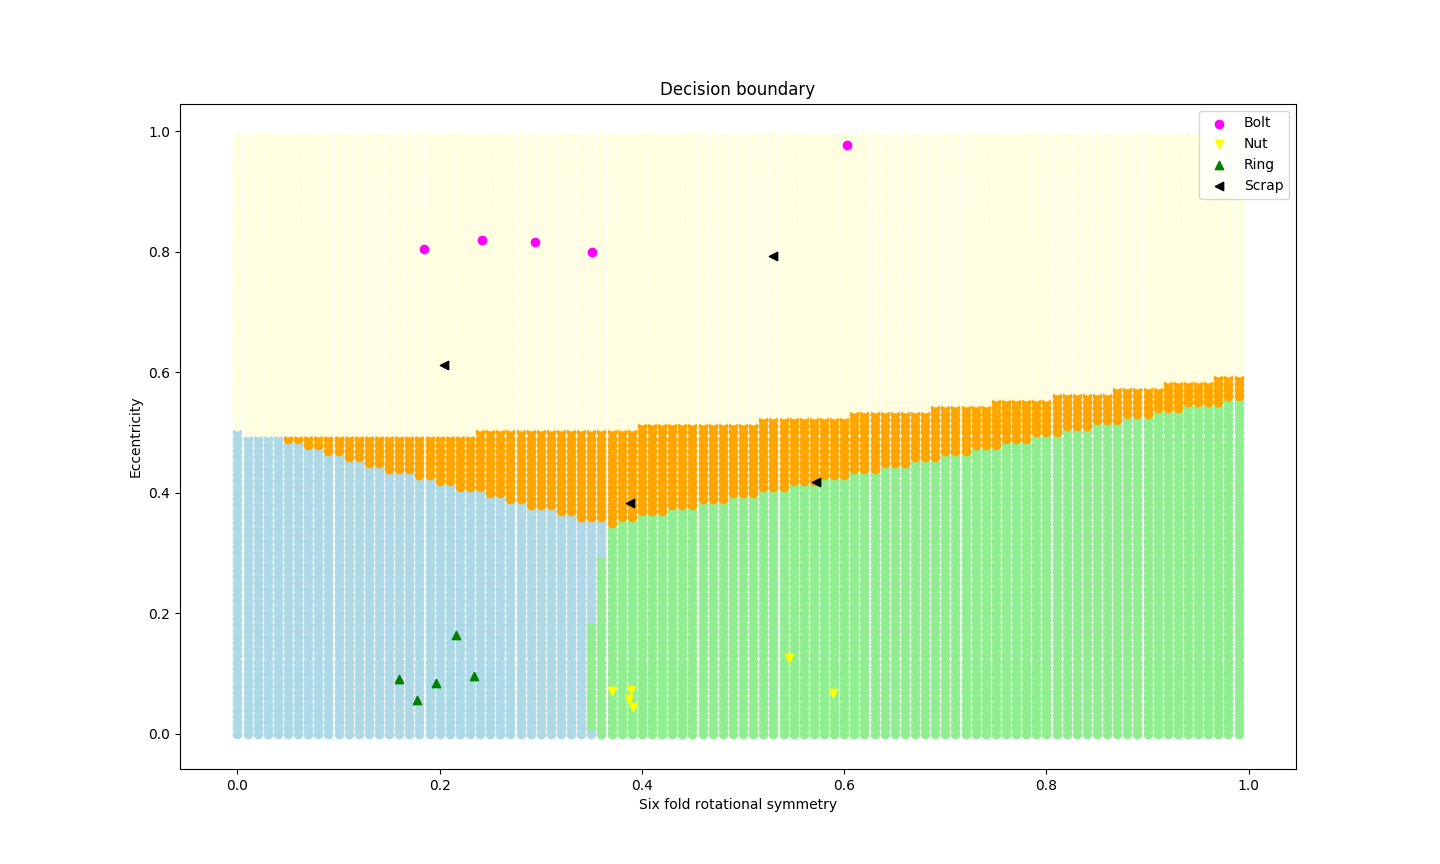 Decision boundary
Bolt
Nut
Ring
Scrap
1.0
0.8
0.6
0.4
0.2
0.0
Eccentricity
0.0 0.2 0.4 0.6 0.8 1.0
Six fold rotational symmetry